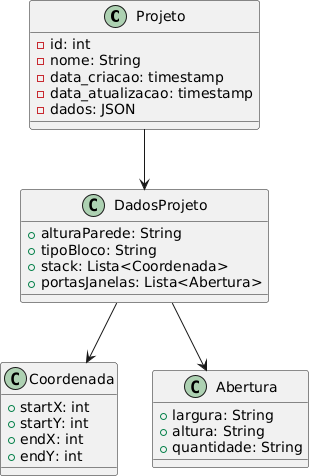 C Projeto
id: int
nome: String
data_criacao: timestamp
data_atualizacao: timestamp
dados: JSON
C DadosProjeto
alturaParede: String
tipoBloco: String
stack: Lista<Coordenada>
portasJanelas: Lista<Abertura>
C Coordenada
startX: int
startY: int
endX: int
endY: int
C Abertura
largura: String
altura: String
quantidade: String